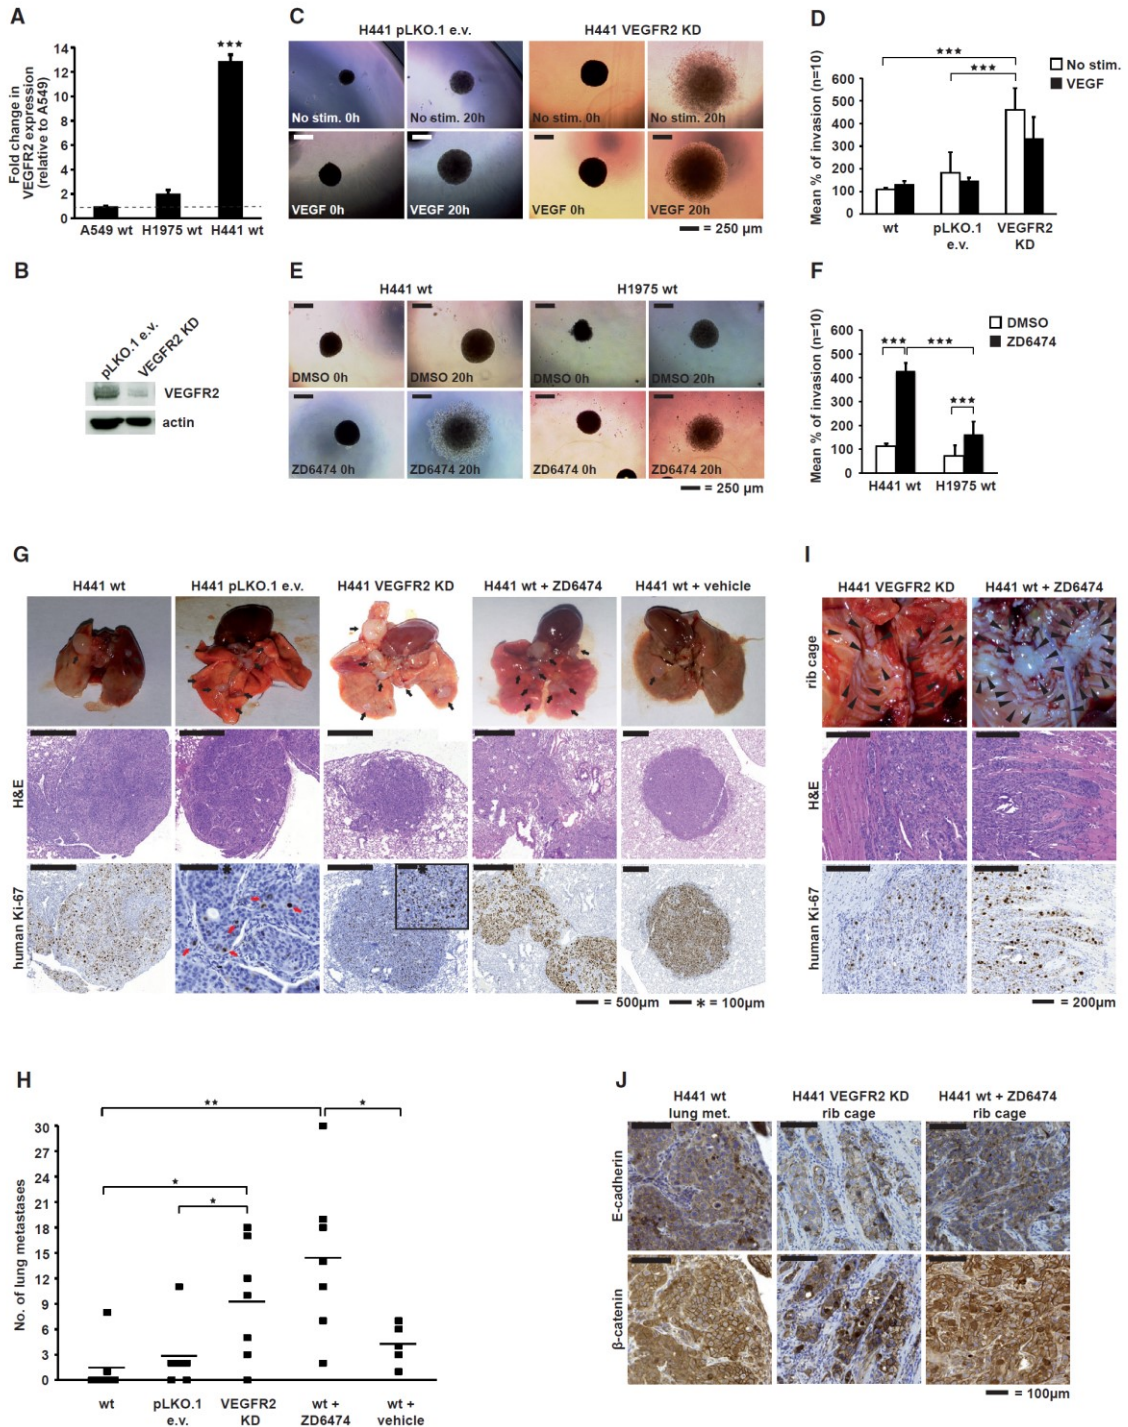 A
Fold change in
VEGFR2 expression
(relative to A549)
14
12
10
8
6
4
2
0
★★★
A549 wt
H1975 wt
H441 wt
B
pLKO.1 e.v.
VEGFR2 KD
VEGFR2
actin
C
H441 pLKO.1 e.v.
H441 VEGFR2 KD
No stim. 0h
No stim. 20h
No stim. 0h
No stim. 20h
VEGF 0h
VEGF 20h
VEGF 0h
VEGF 20h
= 250 µm
D
Mean % of invasion (n=10)
600
500
400
300
200
100
0
★★★
★★★
No stim.
VEGF
wt
pLKO.1
e.v.
VEGFR2
KD
E
H441 wt
H1975 wt
DMSO 0h
DMSO 20h
DMSO 0h
DMSO 20h
ZD6474 0h
ZD6474 20h
ZD6474 0h
ZD6474 20h
= 250 µm
F
Mean % of invasion (n=10)
600
500
400
300
200
100
0
DMSO
ZD6474
★★★
★★★
★★★
H441 wt
H1975 wt
G
H441 wt
H441 pLKO.1 e.v.
H441 VEGFR2 KD
H441 wt + ZD6474
H441 wt + vehicle
H&E
human Ki-67
*
*
= 500µm
* = 100µm
I
H441 VEGFR2 KD
H441 wt + ZD6474
rib cage
H&E
human Ki-67
= 200µm
H
No. of lung metastases
30
27
24
21
18
15
12
9
6
3
0
★★
★
★
★
wt
pLKO.1
e.v.
VEGFR2
KD
wt +
ZD6474
wt +
vehicle
J
H441 wt
lung met.
H441 VEGFR2 KD
rib cage
H441 wt + ZD6474
rib cage
E-cadherin
β-catenin
= 100µm